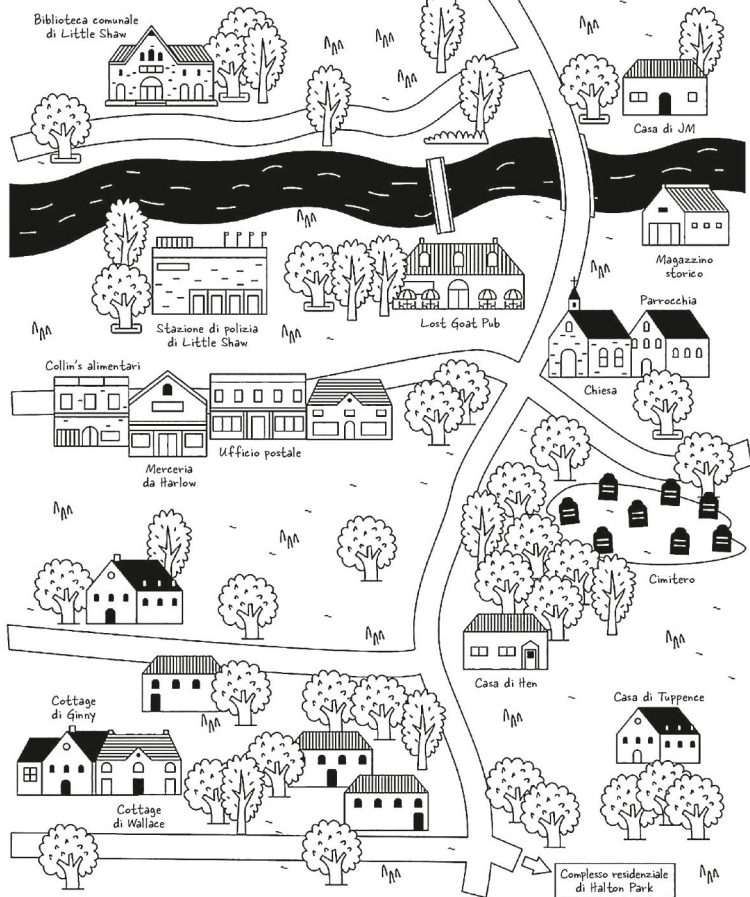 Biblioteca comunale
di Little Shaw
Casa di JM
Magazzino
storico
Parrocchia
Stazione di polizia
di Little Shaw
Lost Goat Pub
Chiesa
Collin's alimentari
Ufficio postale
Merceria
da Harlow
Cimitero
Casa di Hen
Casa di Tuppence
Cottage
di Ginny
Cottage
di Wallace
Complesso residenziale
di Halton Park